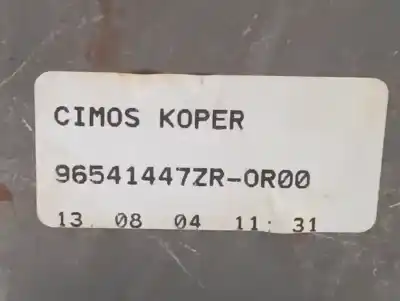 CIMOS KOPER
96541447ZR-0R00
13. 08 04 11: 31